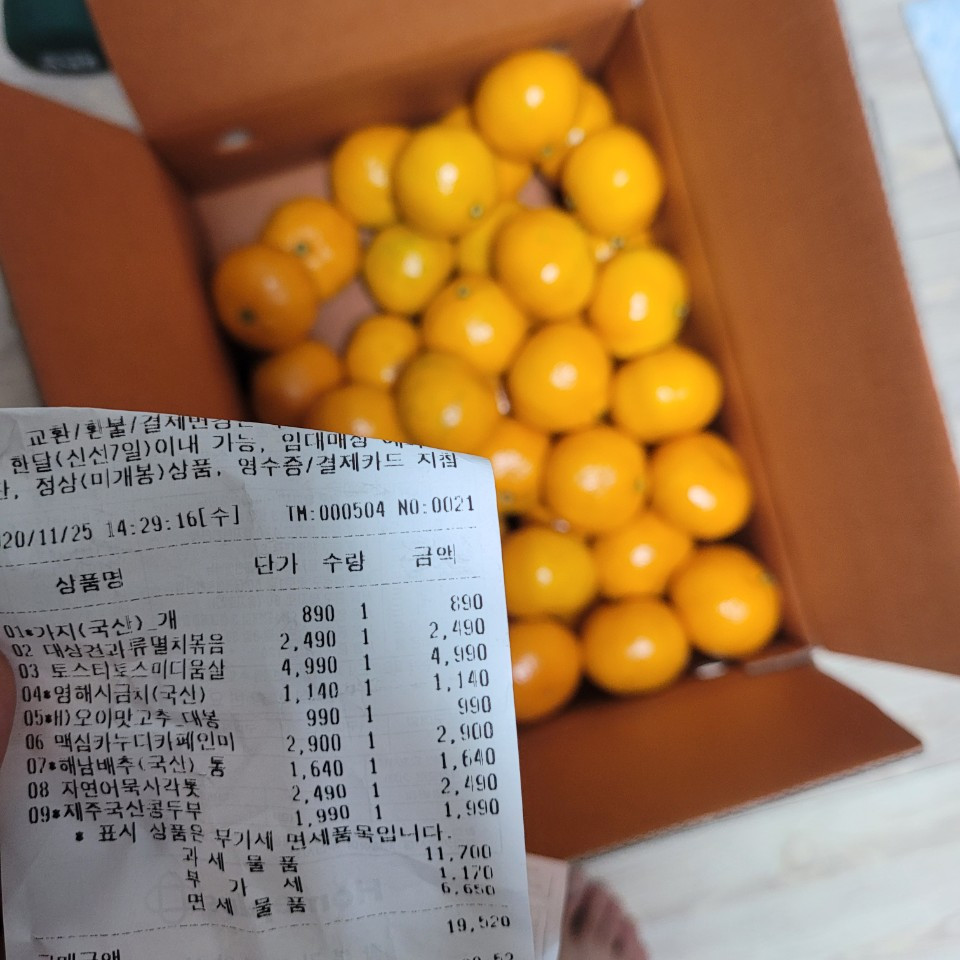 교환/환불/결제변경은
한달(신선7일)이내 가능, 임대매장
정상(미개봉)상품, 영수증/결제카드 지참
20/11/25 14:29:16[수] TM:000504 NO:0021
상품명 단가 수량 금액
01*가지(국산)_개 890 1 890
02 대상견과류멸치볶음 2,490 1 2,490
03 토스티토스미디움살 4,990 1 4,990
04*영해시금치(국산) 1,140 1 1,140
05*H)오이맛고추_대봉 990 1 990
06 맥심카누디카페인미 2,900 1 2,900
07*해남배추(국산)_통 1,640 1 1,640
08 자연어묵사각 2,490 1 2,490
09*제주국산콩두부 1,990 1 1,990
* 표시 상품은 부가세 면세품목입니다.
과 세 물 품 11,700
부 가 세 1,170
면 세 물 품 6,650
19,520